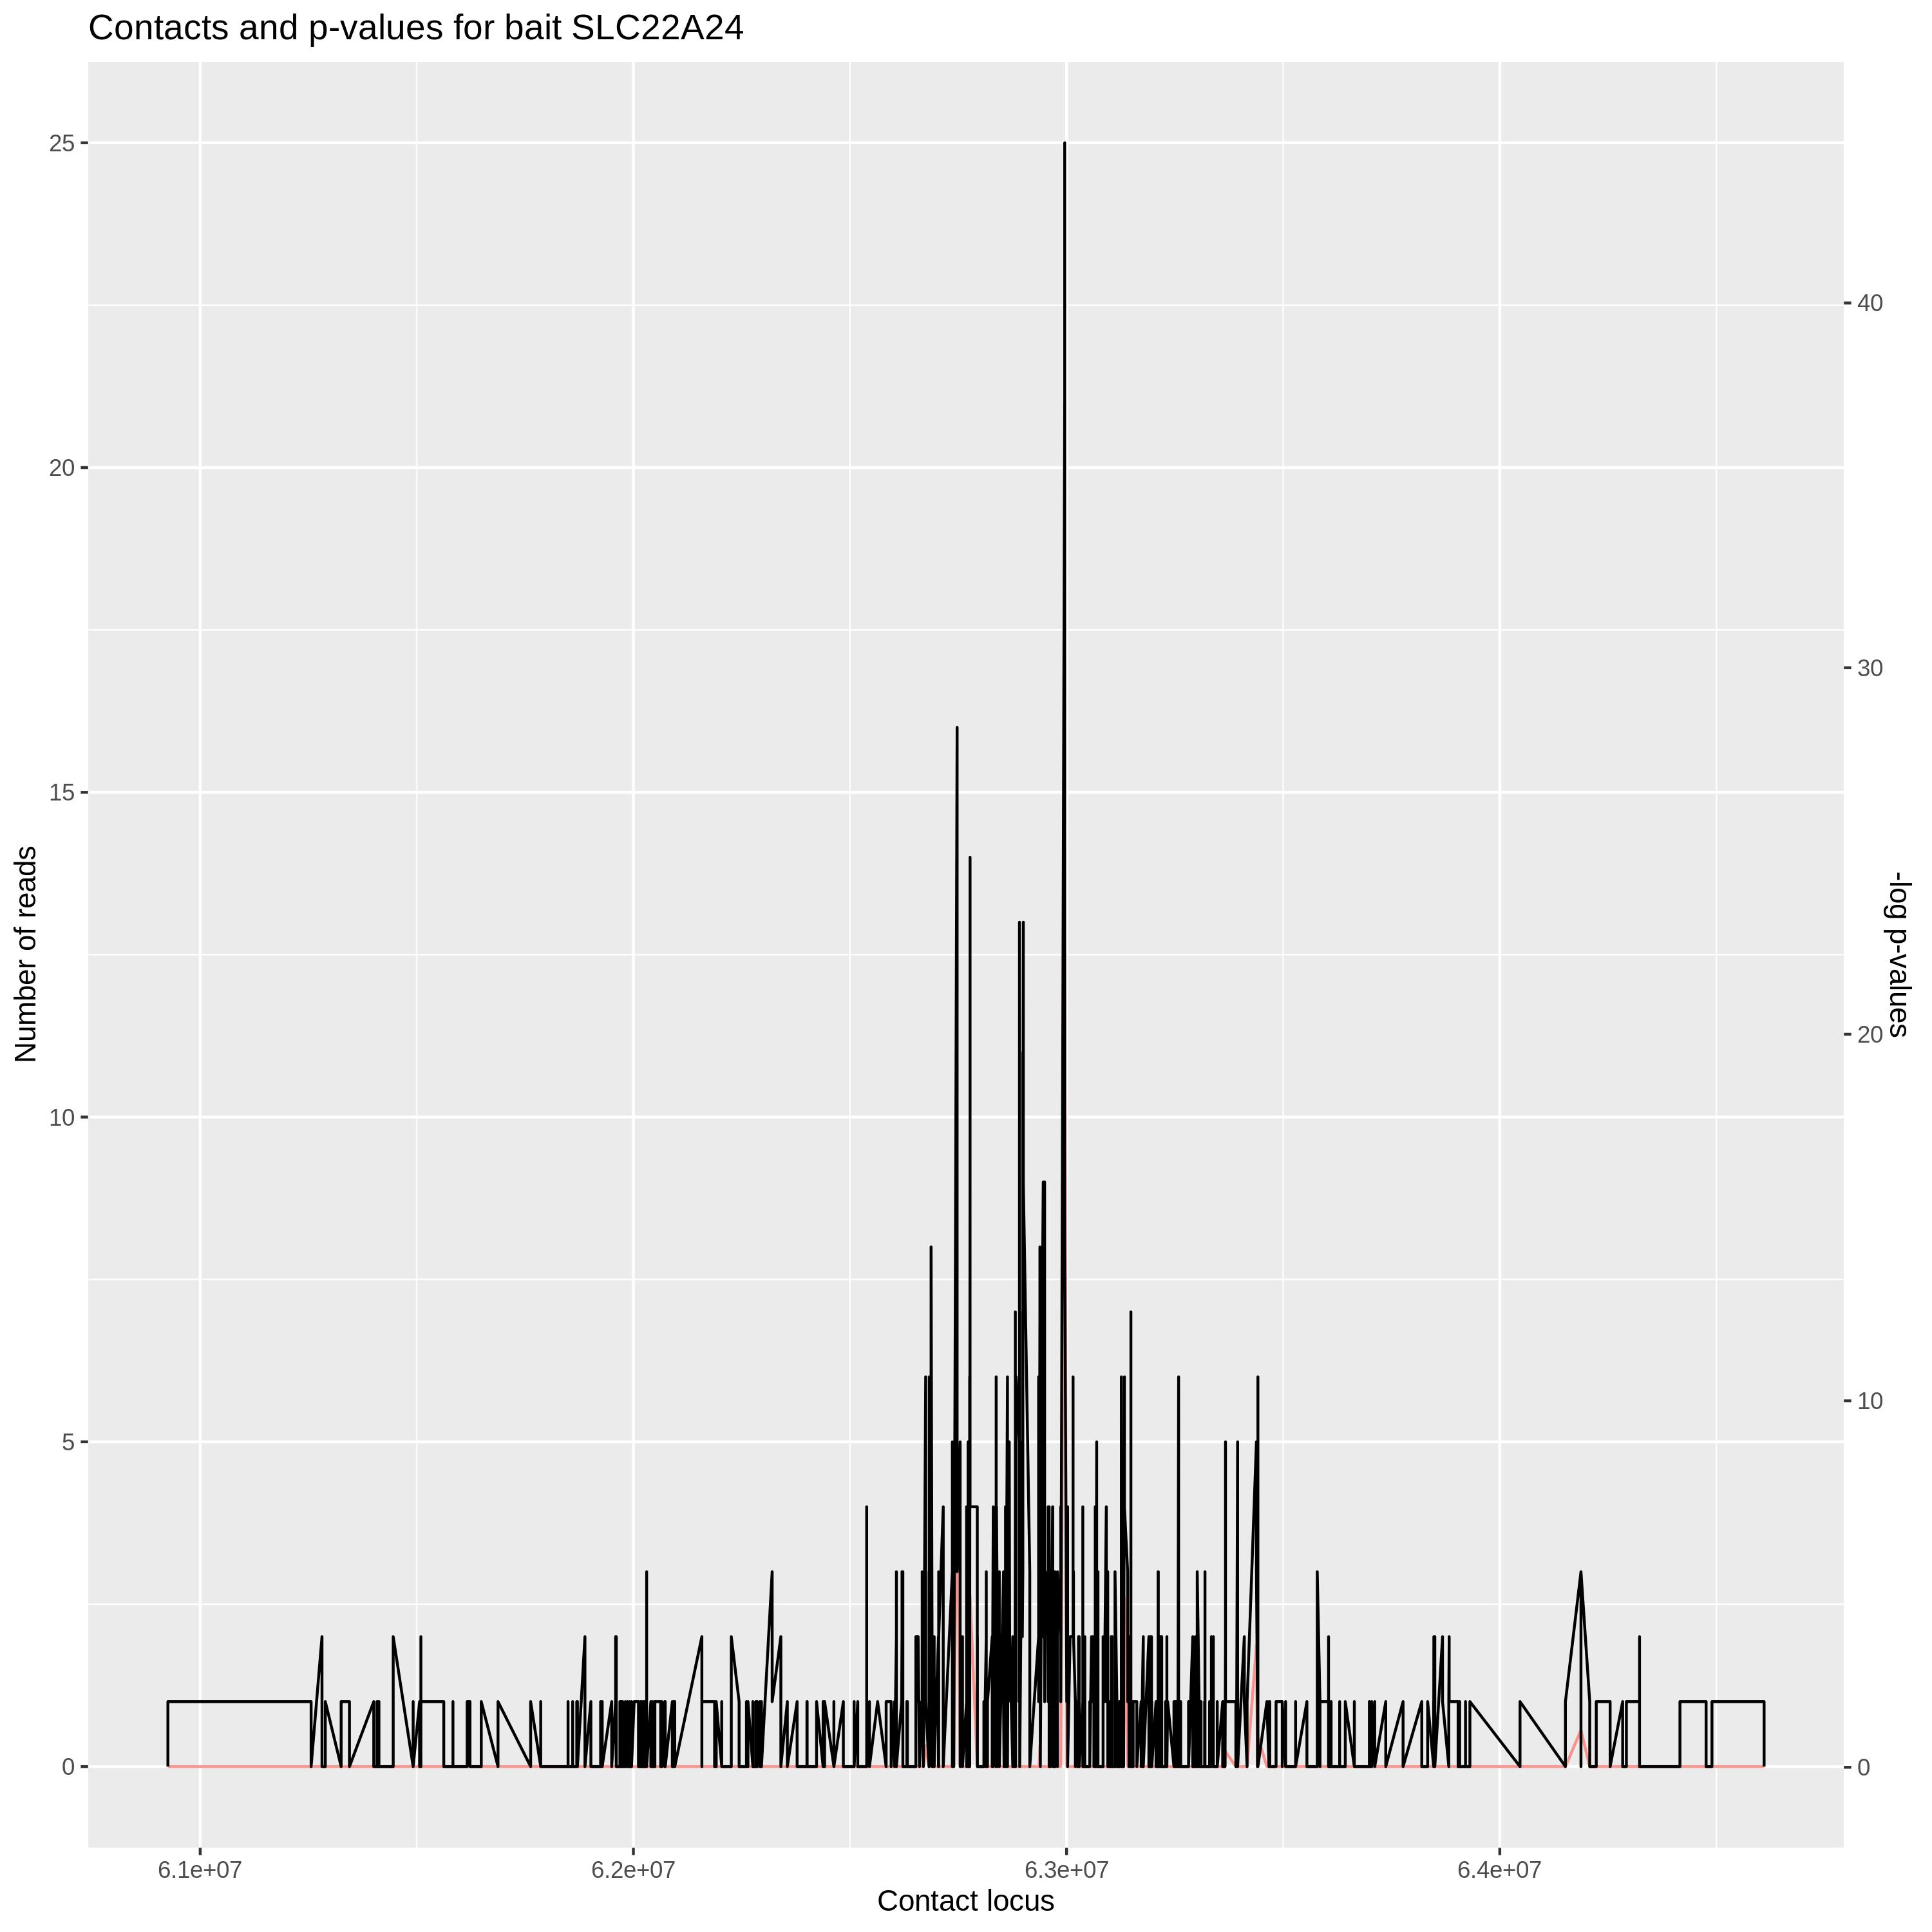 Contacts and p-values for bait SLC22A24
25
20
15
10
5
0
Number of reads
40
30
20
10
0
-log p-values
6.1e+07 6.2e+07 6.3e+07 6.4e+07
Contact locus